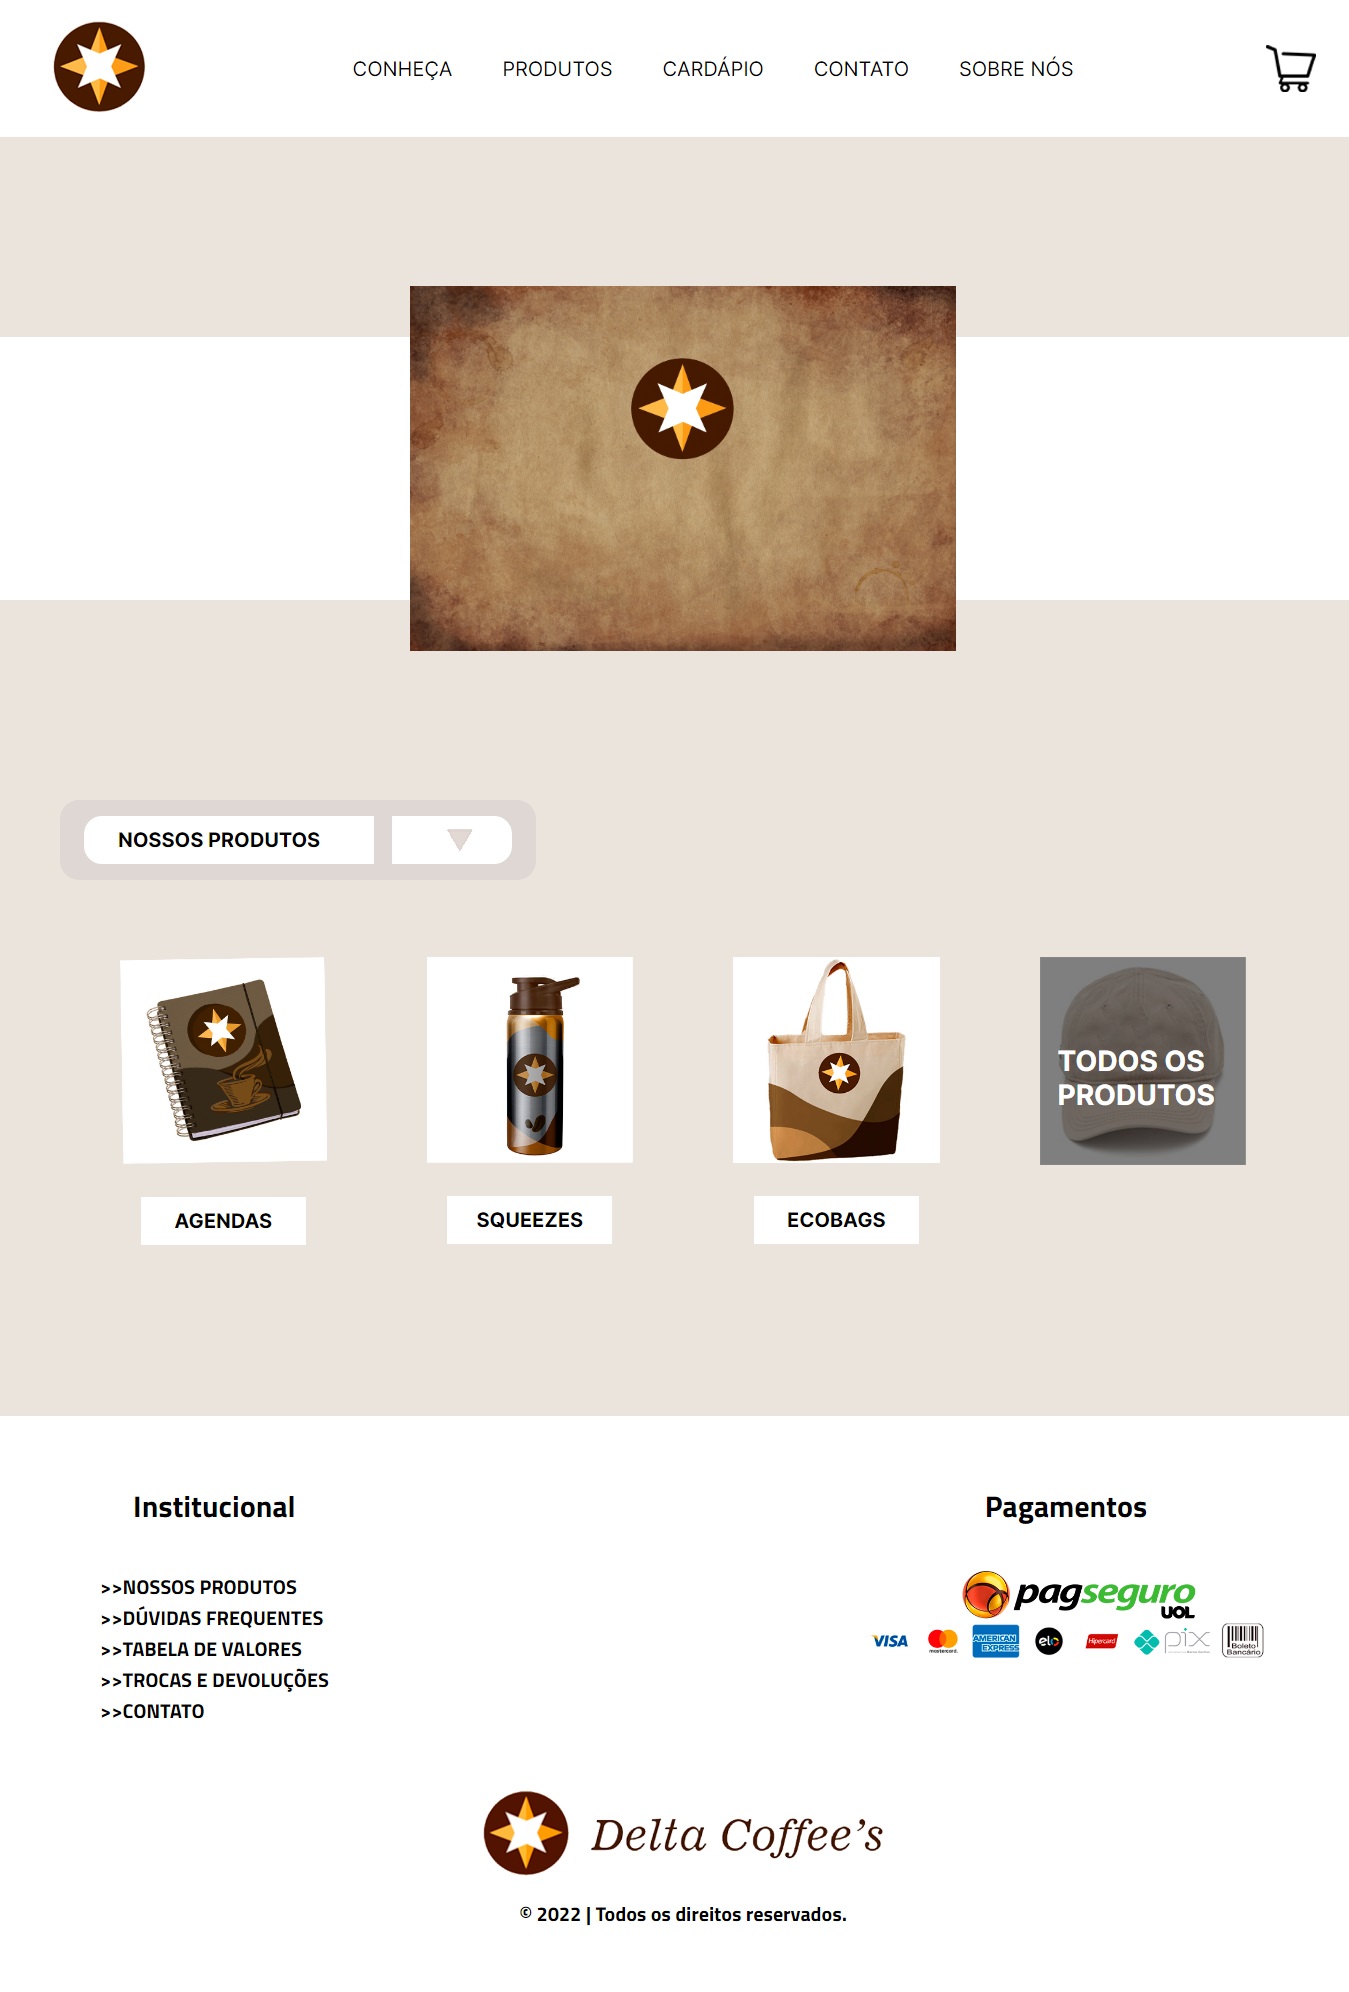 CONHEÇA PRODUTOS CARDÁPIO CONTATO SOBRE NÓS
NOSSOS PRODUTOS
TODOS OS
PRODUTOS
AGENDAS
SQUEEZES
ECOBAGS
Institucional
>>NOSSOS PRODUTOS
>>DÚVIDAS FREQUENTES
>>TABELA DE VALORES
>>TROCAS E DEVOLUÇÕES
>>CONTATO
Pagamentos
pagseguro
UOL
VISA mastercard. AMERICAN EXPRESS elo Hipercard pix Boleto Bancário
Delta Coffee’s
© 2022 | Todos os direitos reservados.